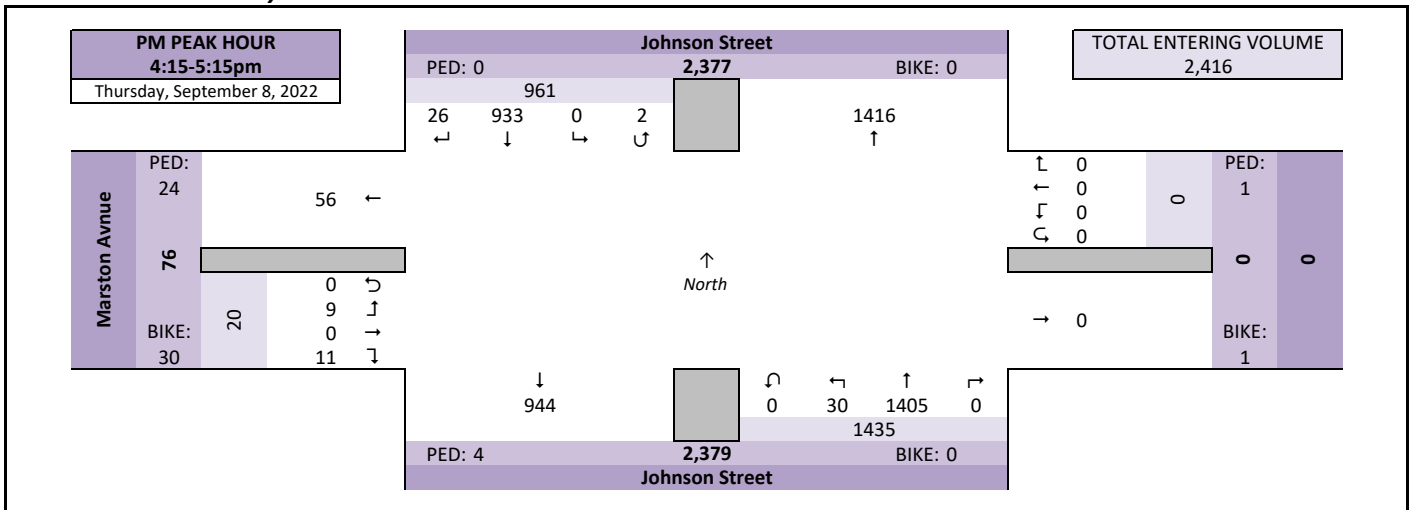 PM PEAK HOUR
4:15-5:15pm
Thursday, September 8, 2022
Johnson Street
PED: 0 2,377 BIKE: 0
961
26 933 0 2
1416
TOTAL ENTERING VOLUME
2,416
Marston Avnue
PED:
24
76
BIKE:
30
56
20
0
9
0
11
North
0
0
0
0
0
PED:
1
0
0
BIKE:
1
0
944
0 30 1405 0
1435
PED: 4 2,379 BIKE: 0
Johnson Street